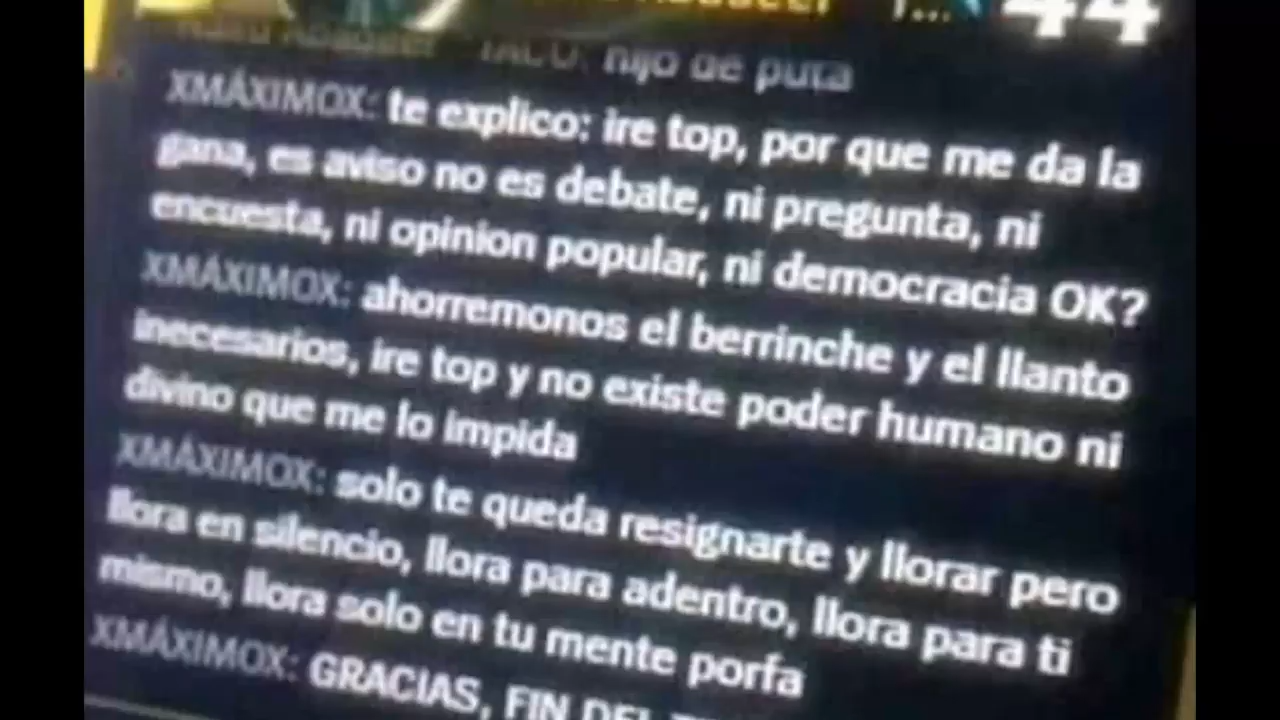 44
hijo de puta
XMÁXIMOX: te explico: ire top, por que me da la
gana, es aviso no es debate, ni pregunta, ni
encuesta, ni opinion popular, ni democracia OK?
XMÁXIMOX: ahorremonos el berrinche y el llanto
inecesarios, ire top y no existe poder humano ni
divino que me lo impida
XMÁXIMOX: solo te queda resignarte y llorar pero
llora en silencio, llora para adentro, llora para ti
mismo, llora solo en tu mente porfa
XMÁXIMOX: GRACIAS, FIN DEL